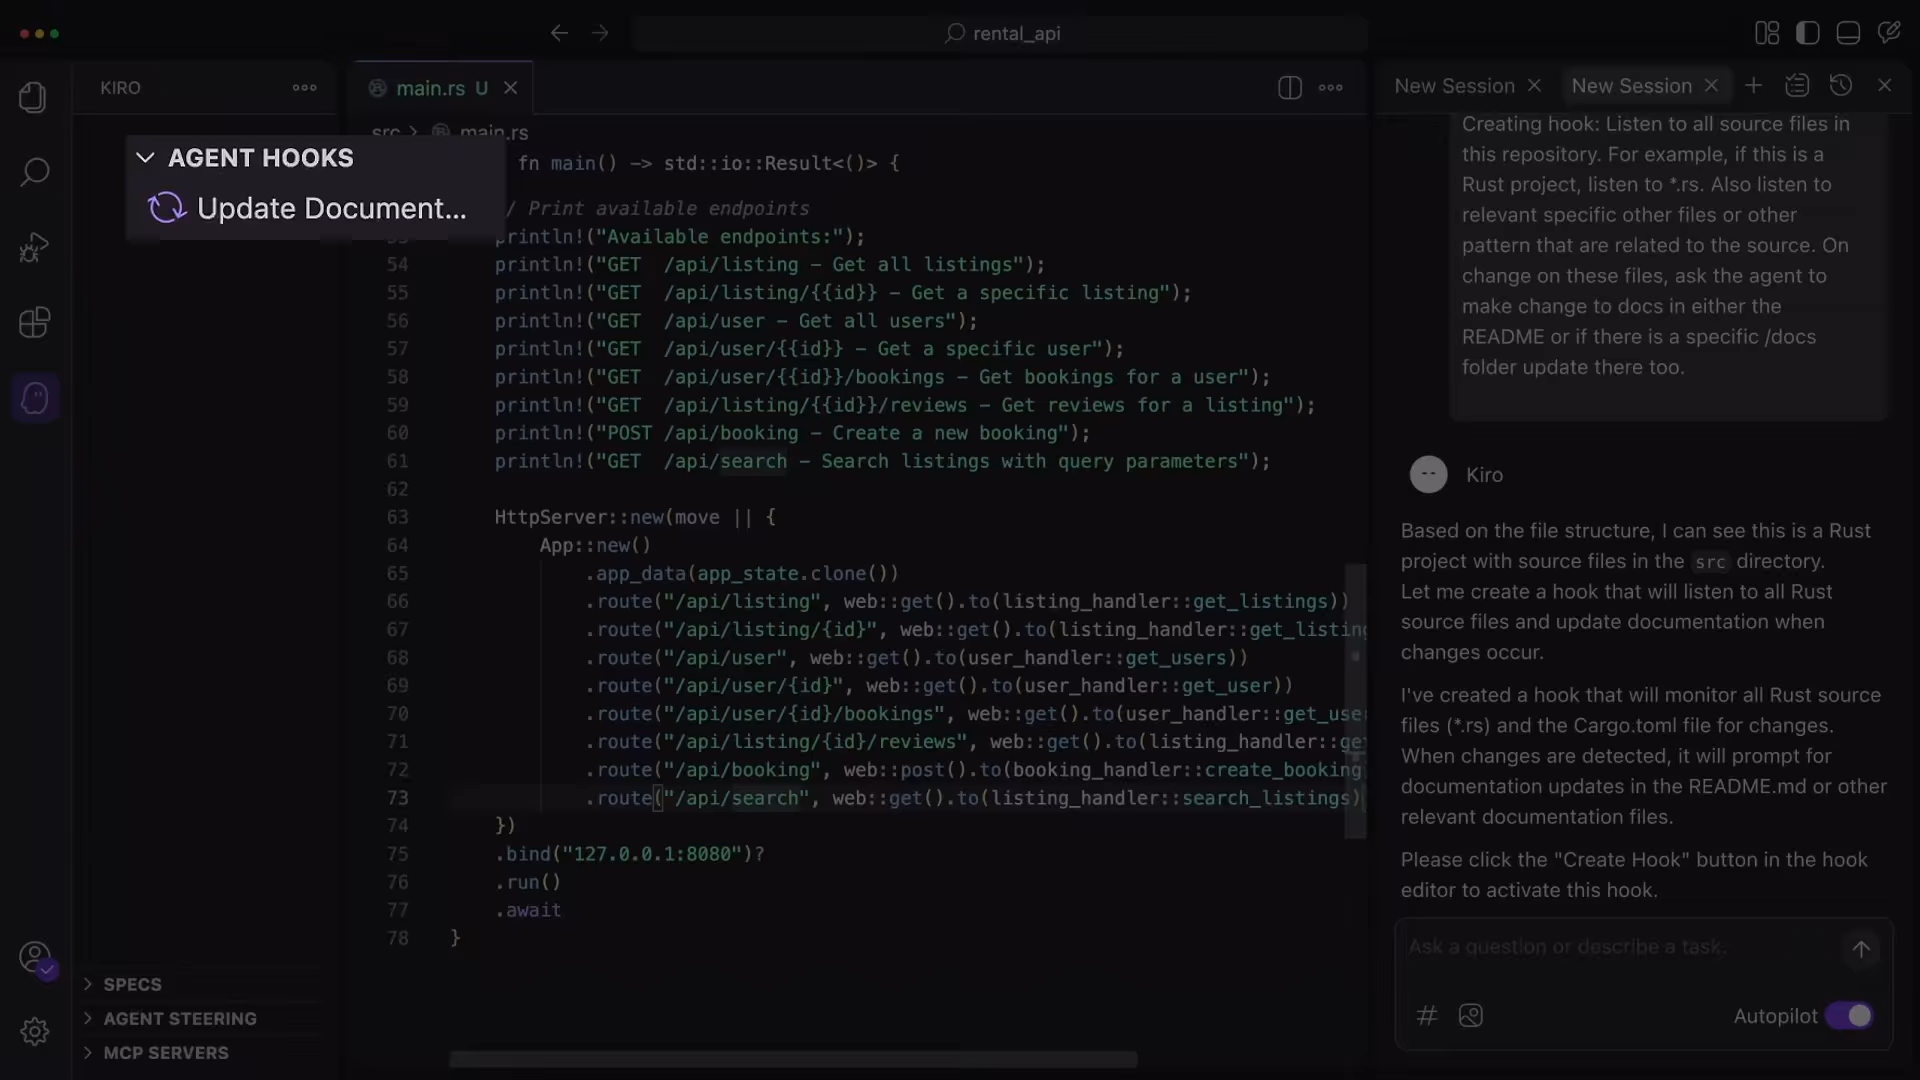 rental_api
KIRO
main.rs U
New Session
New Session
src > main.rs
AGENT HOOKS
Update Document...
fn main() -> std::io::Result<()> {
/ Print available endpoints
println!("Available endpoints:");
54 println!("GET  /api/listing – Get all listings");
55 println!("GET  /api/listing/{{id}} – Get a specific listing");
56 println!("GET  /api/user – Get all users");
57 println!("GET  /api/user/{{id}} – Get a specific user");
58 println!("GET  /api/user/{{id}}/bookings – Get bookings for a user");
59 println!("GET  /api/listing/{{id}}/reviews – Get reviews for a listing");
60 println!("POST /api/booking – Create a new booking");
61 println!("GET  /api/search – Search listings with query parameters");
62
63 HttpServer::new(move || {
64 App::new()
65 .app_data(app_state.clone())
66 .route("/api/listing", web::get().to(listing_handler::get_listings))
67 .route("/api/listing/{id}", web::get().to(listing_handler::get_listing
68 .route("/api/user", web::get().to(user_handler::get_users))
69 .route("/api/user/{id}", web::get().to(user_handler::get_user))
70 .route("/api/user/{id}/bookings", web::get().to(user_handler::get_use
71 .route("/api/listing/{id}/reviews", web::get().to(listing_handler::get
72 .route("/api/booking", web::post().to(booking_handler::create_booking
73 .route("/api/search", web::get().to(listing_handler::search_listings)
74 })
75 .bind("127.0.0.1:8080")?
76 .run()
77 .await
78 }
SPECS
AGENT STEERING
MCP SERVERS
Creating hook: Listen to all source files in
this repository. For example, if this is a
Rust project, listen to *.rs. Also listen to
relevant specific other files or other
pattern that are related to the source. On
change on these files, ask the agent to
make change to docs in either the
README or if there is a specific /docs
folder update there too.
Kiro
Based on the file structure, I can see this is a Rust
project with source files in the src directory.
Let me create a hook that will listen to all Rust
source files and update documentation when
changes occur.
I've created a hook that will monitor all Rust source
files (*.rs) and the Cargo.toml file for changes.
When changes are detected, it will prompt for
documentation updates in the README.md or other
relevant documentation files.
Please click the "Create Hook" button in the hook
editor to activate this hook.
Ask a question or describe a task.
# Autopilot